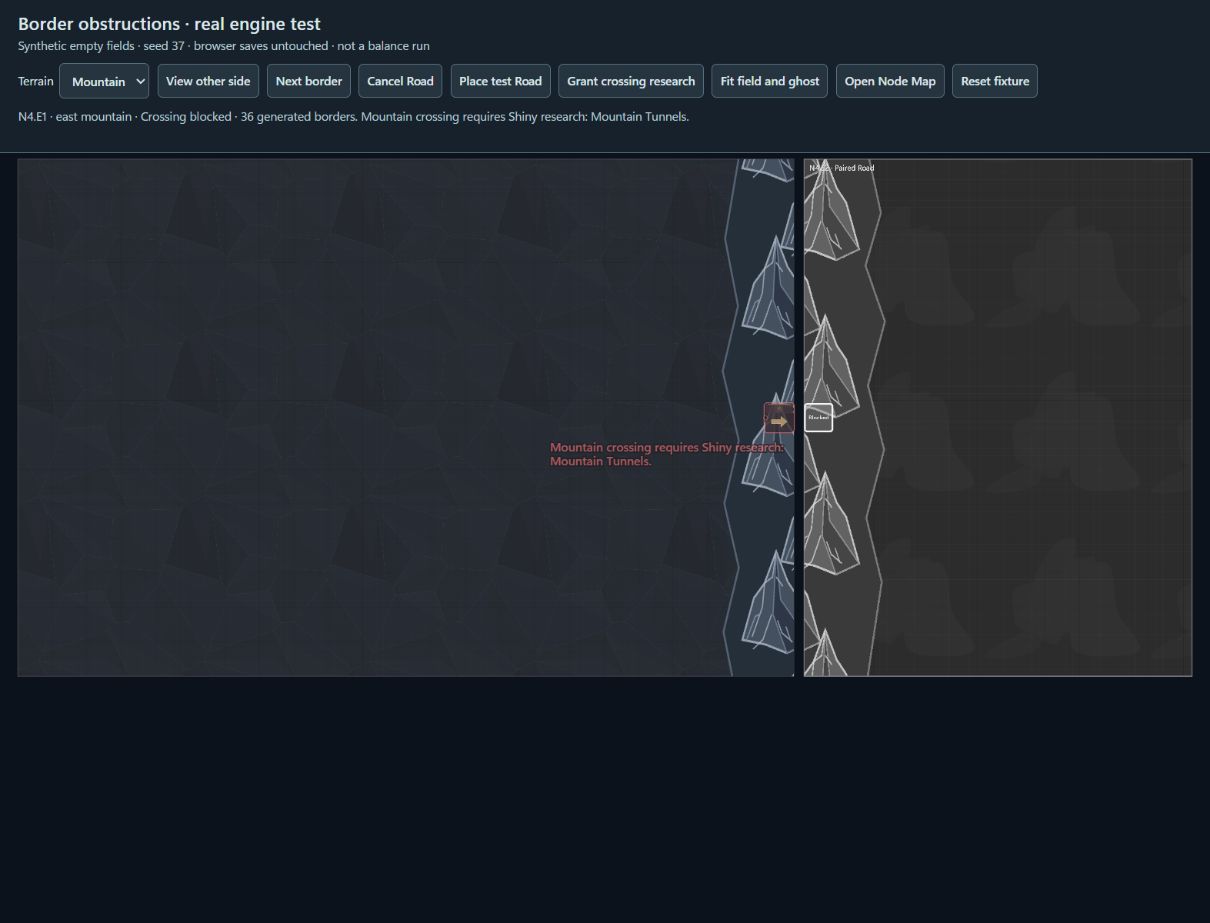 Border obstructions · real engine test
Synthetic empty fields · seed 37 · browser saves untouched · not a balance run
Terrain Mountain View other side Next border Cancel Road Place test Road Grant crossing research Fit field and ghost Open Node Map Reset fixture
N4.E1 · east mountain · Crossing blocked · 36 generated borders. Mountain crossing requires Shiny research: Mountain Tunnels.
Paired Road
Blocked
Mountain crossing requires Shiny research:
Mountain Tunnels.